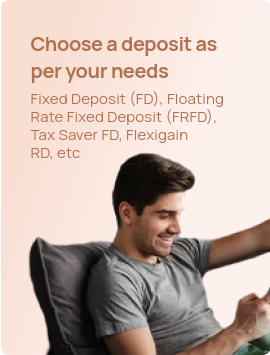 Choose a deposit as
per your needs
Fixed Deposit (FD), Floating
Rate Fixed Deposit (FRFD),
Tax Saver FD, Flexigain
RD, etc